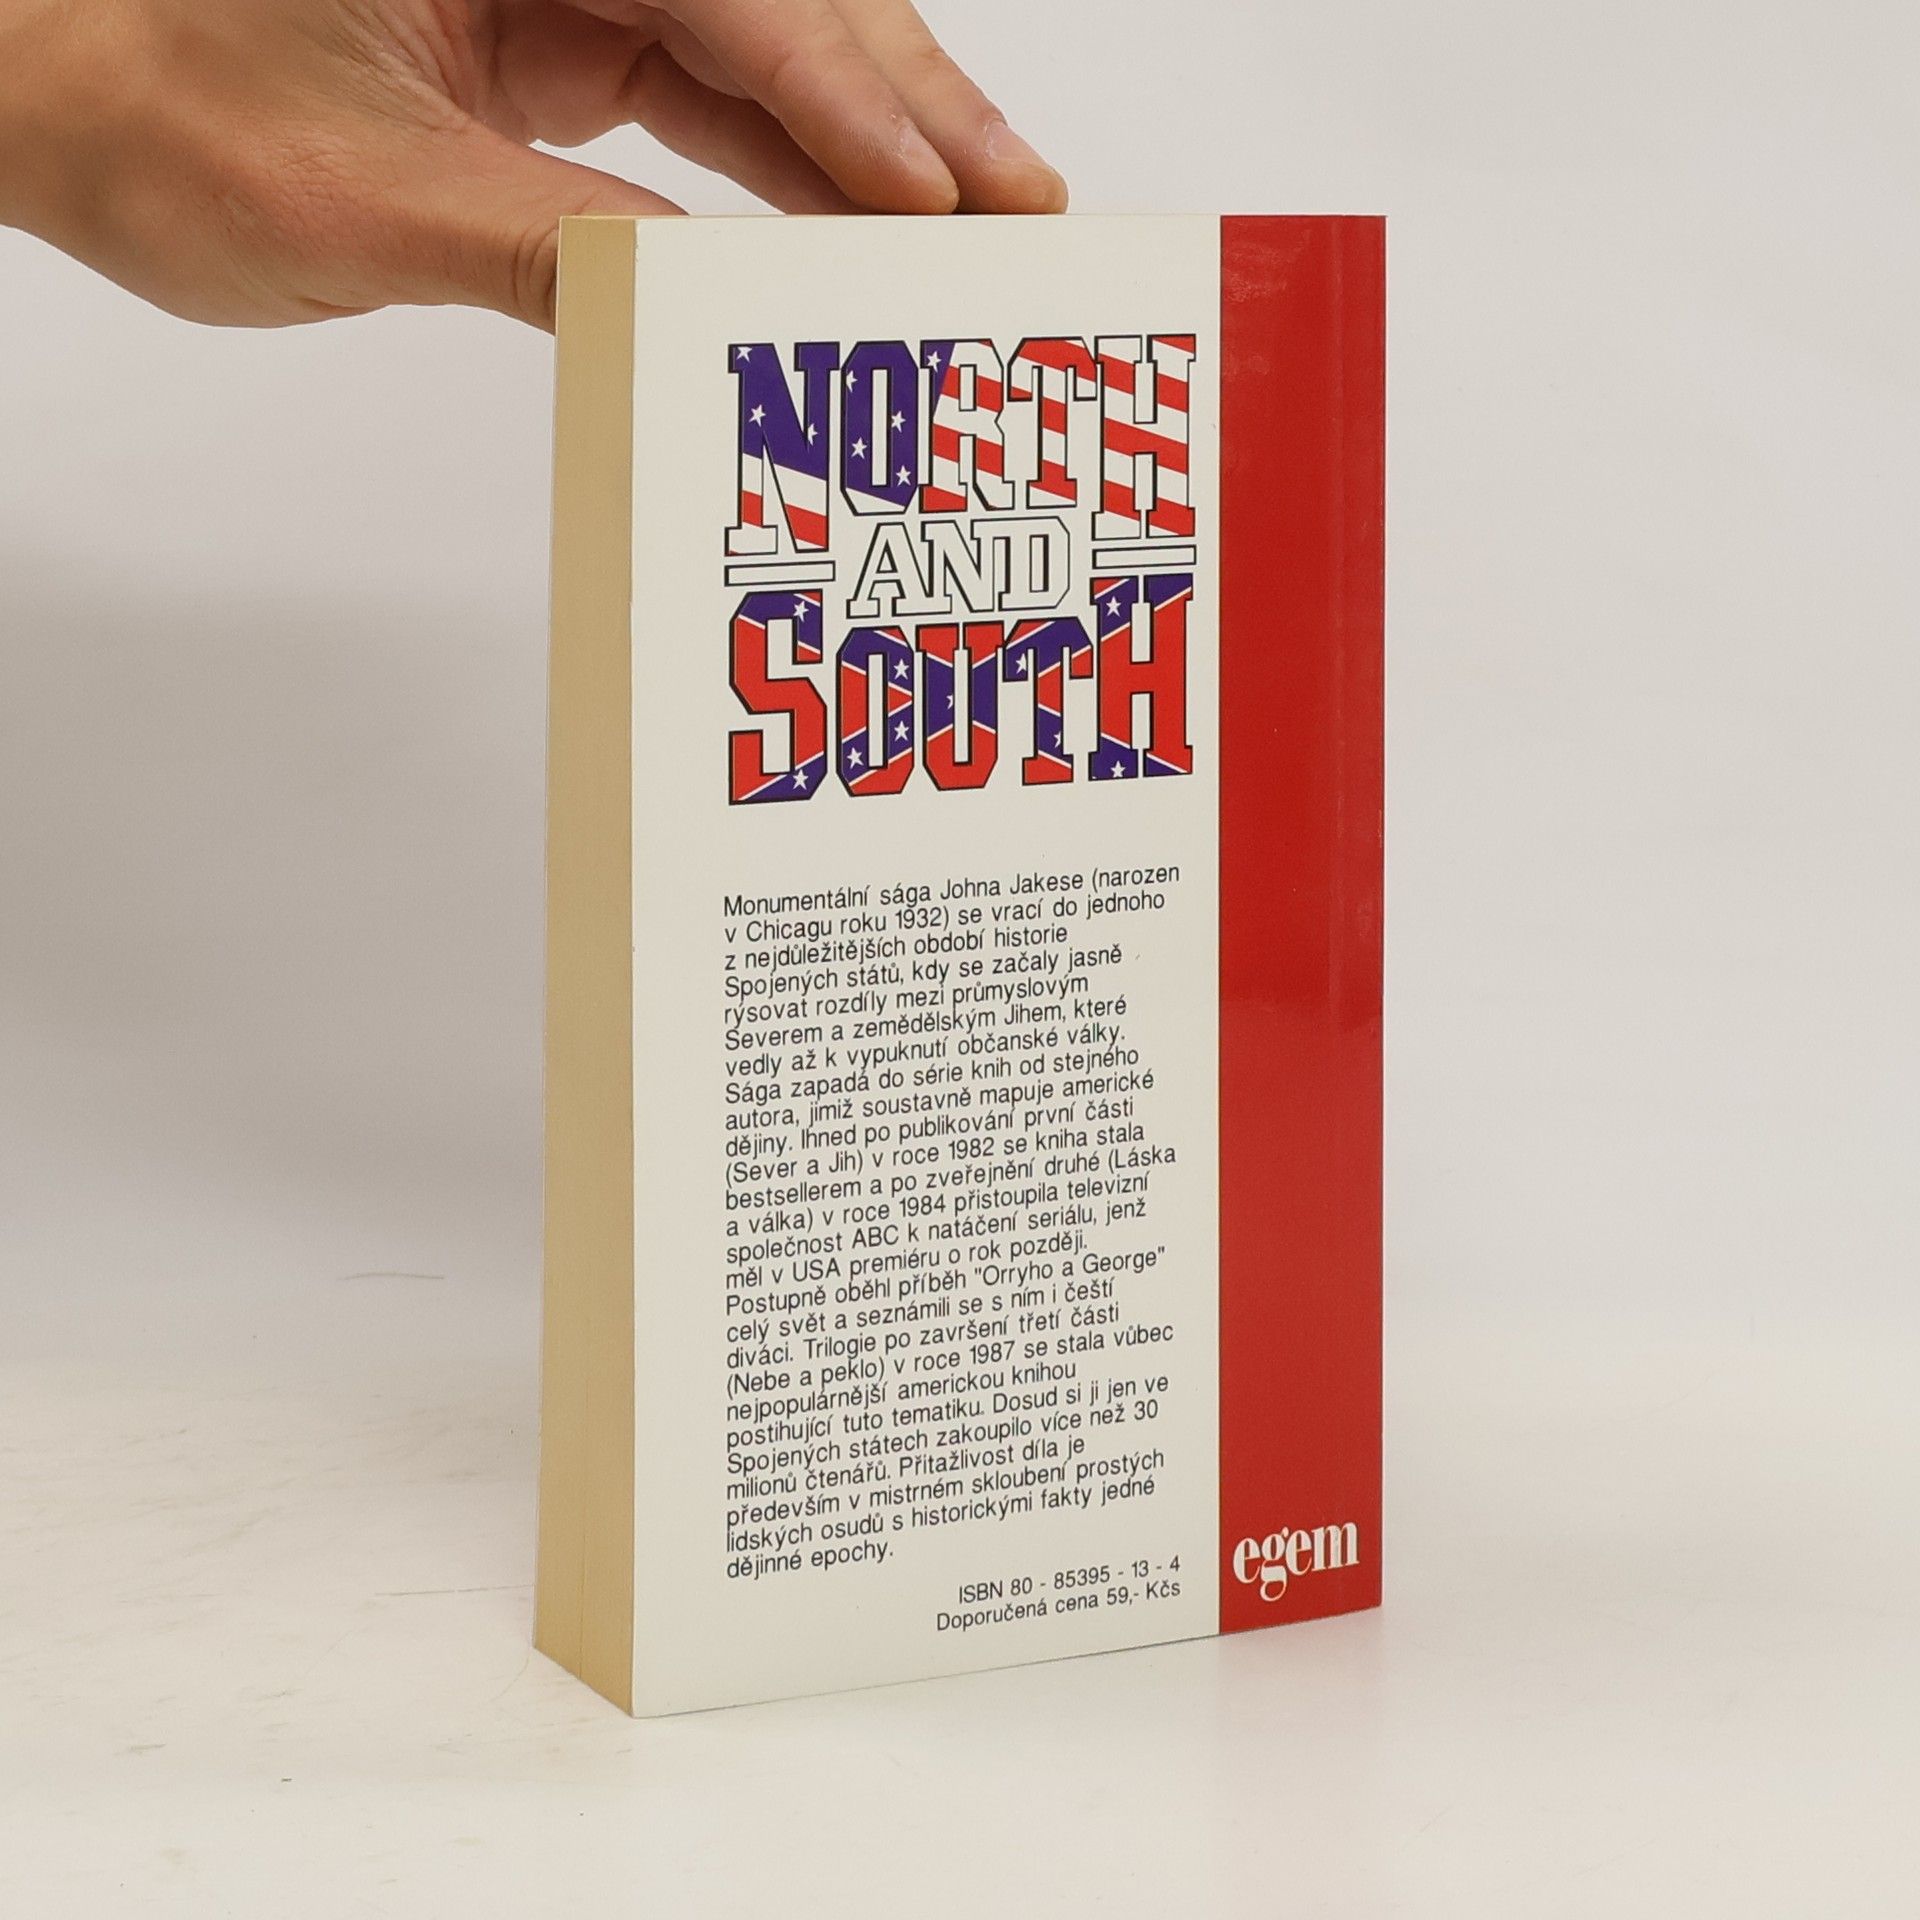 NORTH
AND
SOUTH
Monumentální sága Johna Jakese (narozen
v Chicagu roku 1932) se vrací do jednoho
z nejdůležitějších období historie
Spojených států, kdy se začaly jasně
rýsovat rozdíly mezi průmyslovým
Severem a zemědělským Jihem, které
vedly až k vypuknutí občanské války.
Sága zapadá do série knih od stejného
autora, jimiž soustavně mapuje americké
dějiny. Ihned po publikování první části
(Sever a Jih) v roce 1982 se kniha stala
bestsellerem a po zveřejnění druhé (Láska
a válka) v roce 1984 přistoupila televizní
společnost ABC k natáčení seriálu, jenž
měl v USA premiéru o rok později.
Postupně oběhl příběh "Orryho a George"
celý svět a seznámili se s ním i čeští
diváci. Trilogie po završení třetí části
(Nebe a peklo) v roce 1987 se stala vůbec
nejpopulárnější americkou knihou
postihující tuto tematiku. Dosud si ji jen ve
Spojených státech zakoupilo více než 30
milionů čtenářů. Přitažlivost díla je
především v mistrném skloubení prostých
lidských osudů s historickými fakty jedné
dějinné epochy.
ISBN 80 - 85395 - 13 - 4
Doporučená cena 59,- Kčs
egem